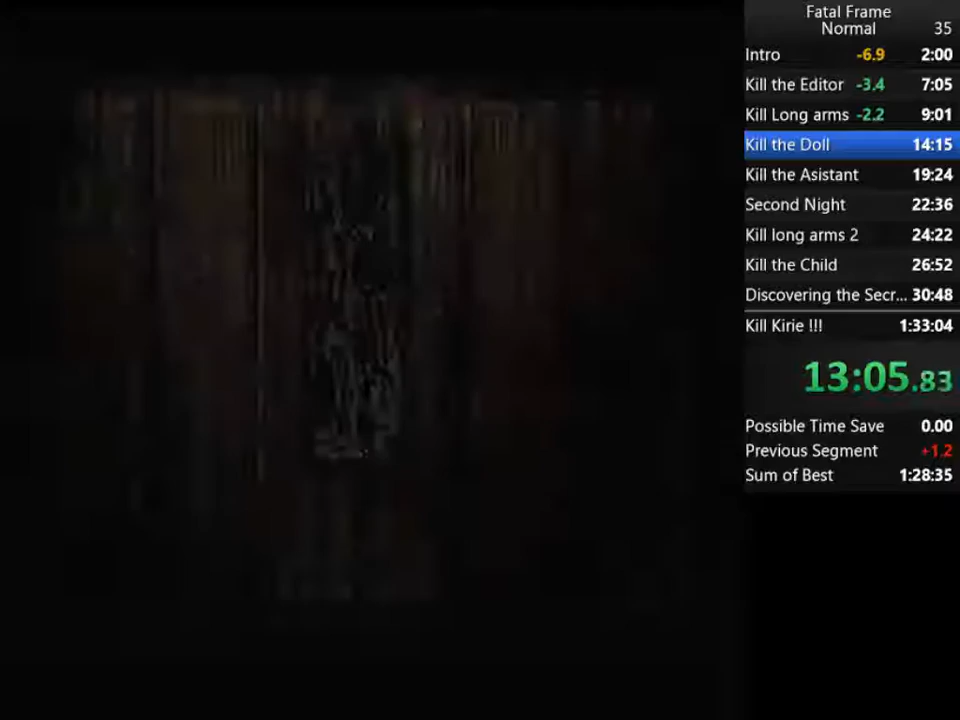 Fatal Frame
Normal 35
Intro -6.9 2:00
Kill the Editor -3.4 7:05
Kill Long arms -2.2 9:01
Kill the Doll 14:15
Kill the Asistant 19:24
Second Night 22:36
Kill long arms 2 24:22
Kill the Child 26:52
Discovering the Secr... 30:48
Kill Kirie !!! 1:33:04
13:05.83
Possible Time Save 0.00
Previous Segment +1.2
Sum of Best 1:28:35